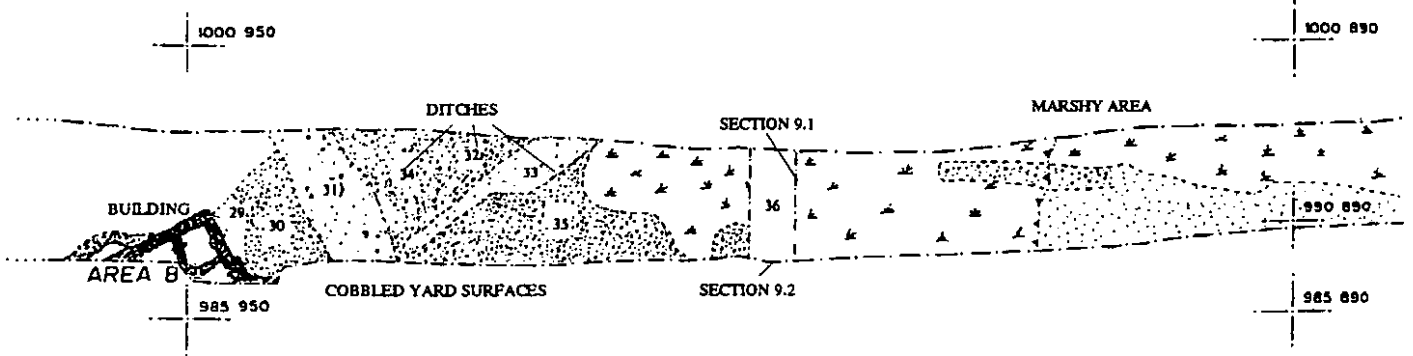 1000 950
1000 890
DITCHES
MARSHY AREA
SECTION 9.1
32
33
34
31
36
BUILDING
29
30
35
990 890
AREA 8
COBBLED YARD SURFACES
SECTION 9.2
985 950
985 890